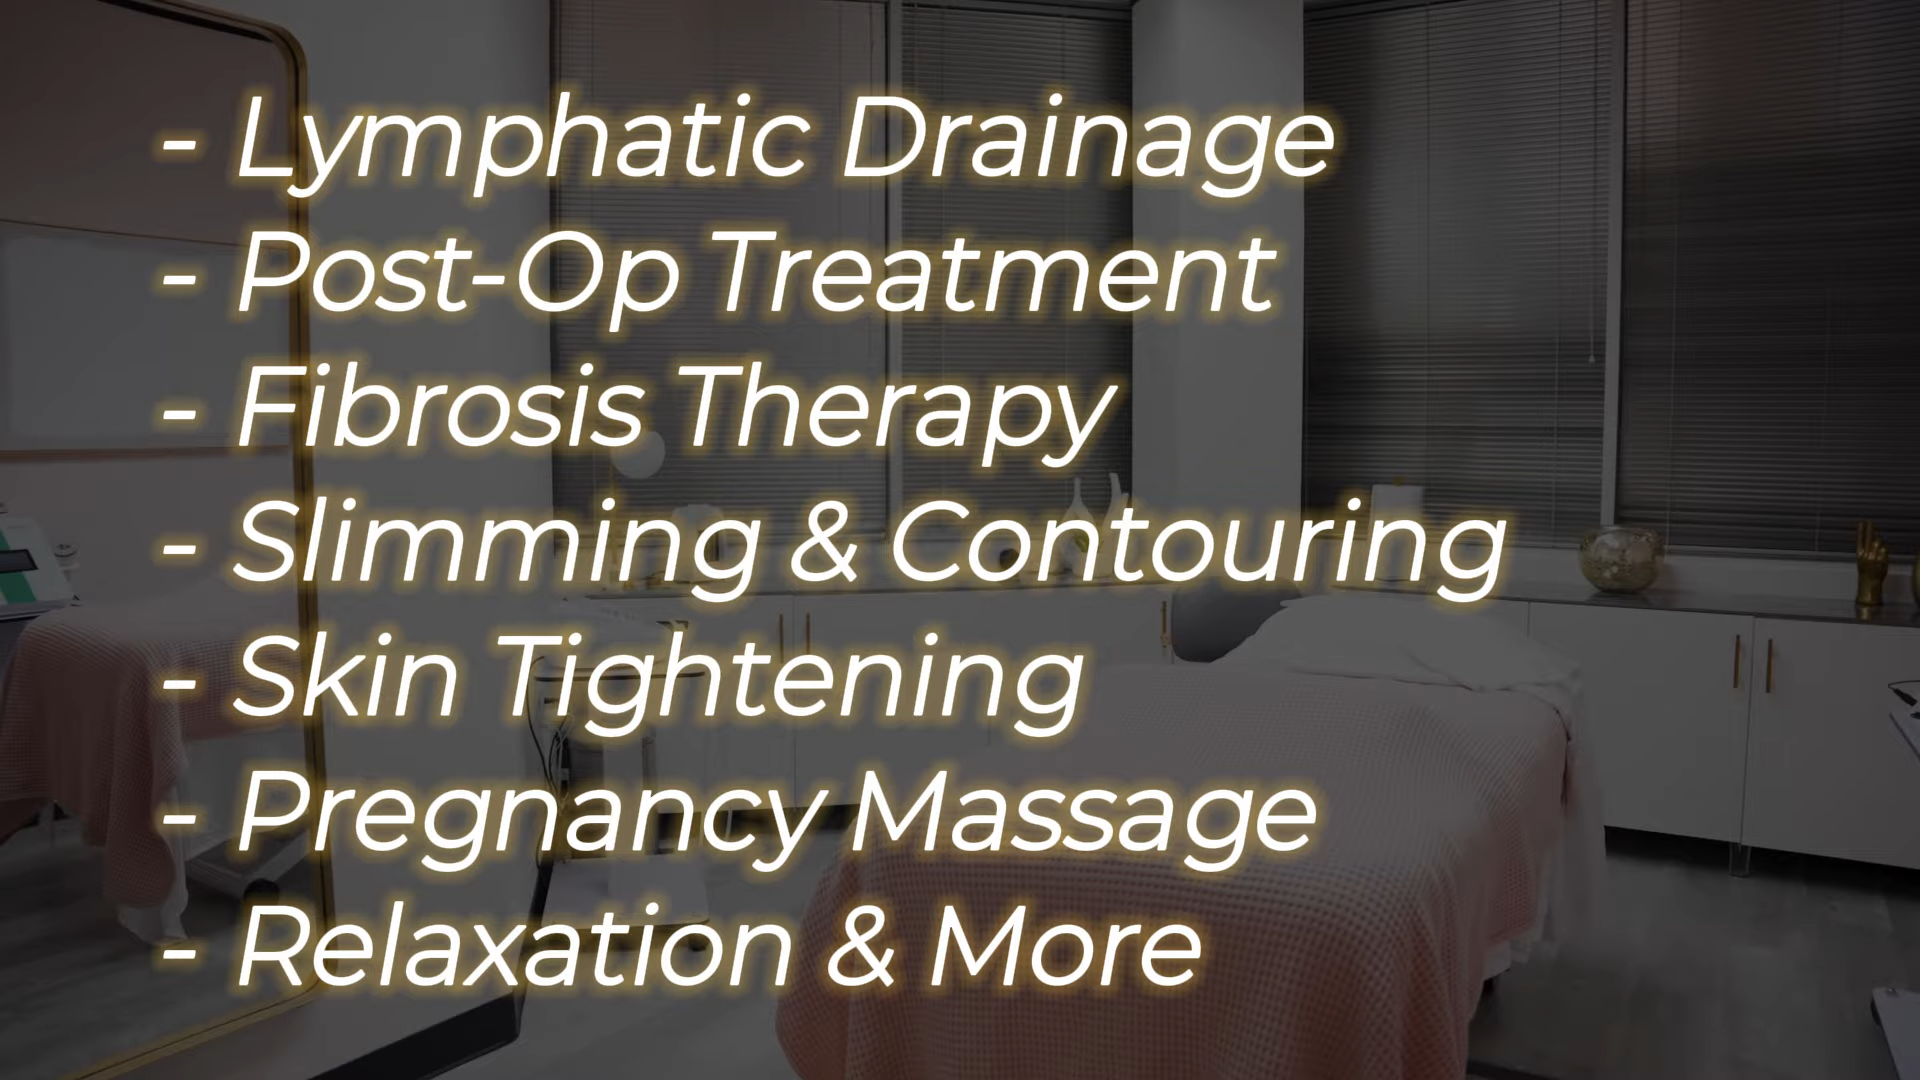 - Lymphatic Drainage
- Post-Op Treatment
- Fibrosis Therapy
- Slimming & Contouring
- Skin Tightening
- Pregnancy Massage
- Relaxation & More